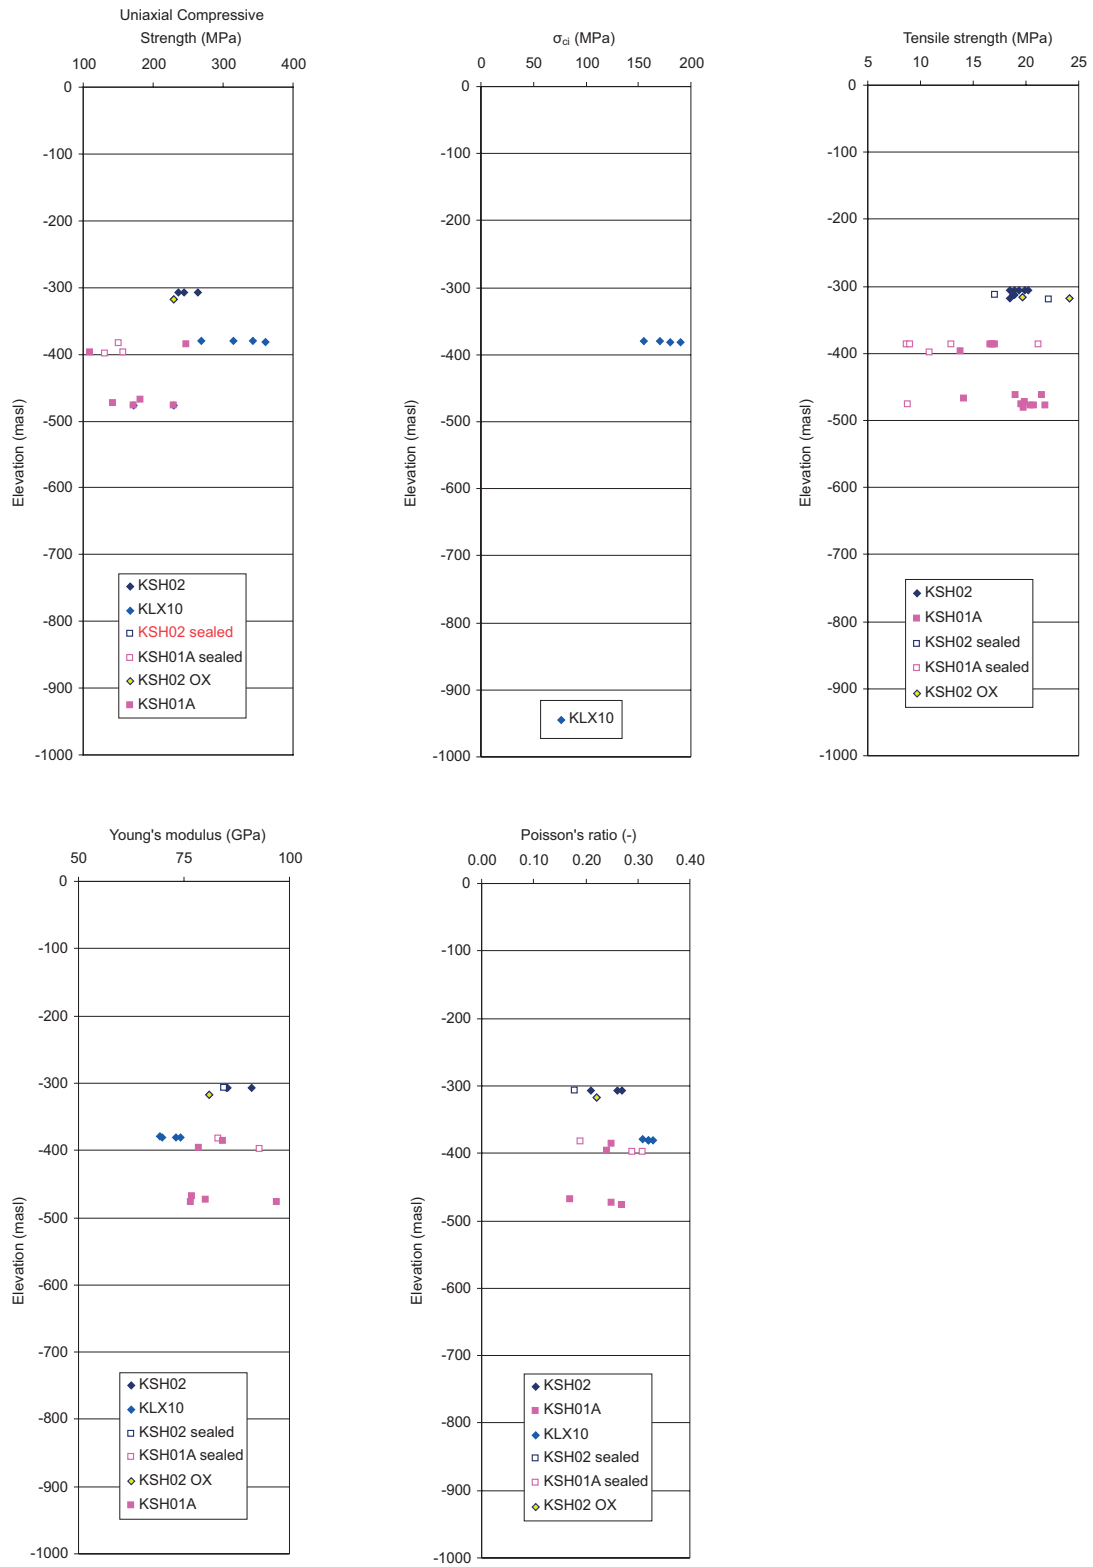 Uniaxial Compressive
Strength (MPa)
100 200 300 400
0
-100
-200
-300
-400
-500
-600
-700
-800
-900
-1000
Elevation (masl)
KSH02
KLX10
KSH02 sealed
KSH01A sealed
KSH02 OX
KSH01A
σci (MPa)
0 50 100 150 200
0
-100
-200
-300
-400
-500
-600
-700
-800
-900
-1000
Elevation (masl)
KLX10
Tensile strength (MPa)
5 10 15 20 25
0
-100
-200
-300
-400
-500
-600
-700
-800
-900
-1000
Elevation (masl)
KSH02
KSH01A
KSH02 sealed
KSH01A sealed
KSH02 OX
Young's modulus (GPa)
50 75 100
0
-100
-200
-300
-400
-500
-600
-700
-800
-900
-1000
Elevation (masl)
KSH02
KLX10
KSH02 sealed
KSH01A sealed
KSH02 OX
KSH01A
Poisson's ratio (-)
0.00 0.10 0.20 0.30 0.40
0
-100
-200
-300
-400
-500
-600
-700
-800
-900
-1000
Elevation (masl)
KSH02
KSH01A
KLX10
KSH02 sealed
KSH01A sealed
KSH02 OX